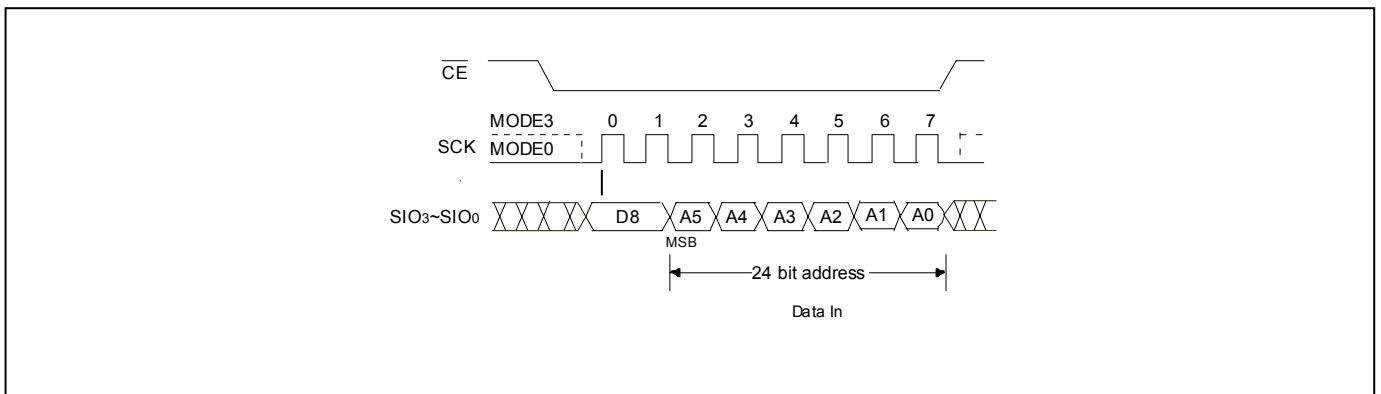 CE
MODE3 0 1 2 3 4 5 6 7
SCK MODE0
SIO3~SIO0 D8 A5 A4 A3 A2 A1 A0
MSB
24 bit address
Data In